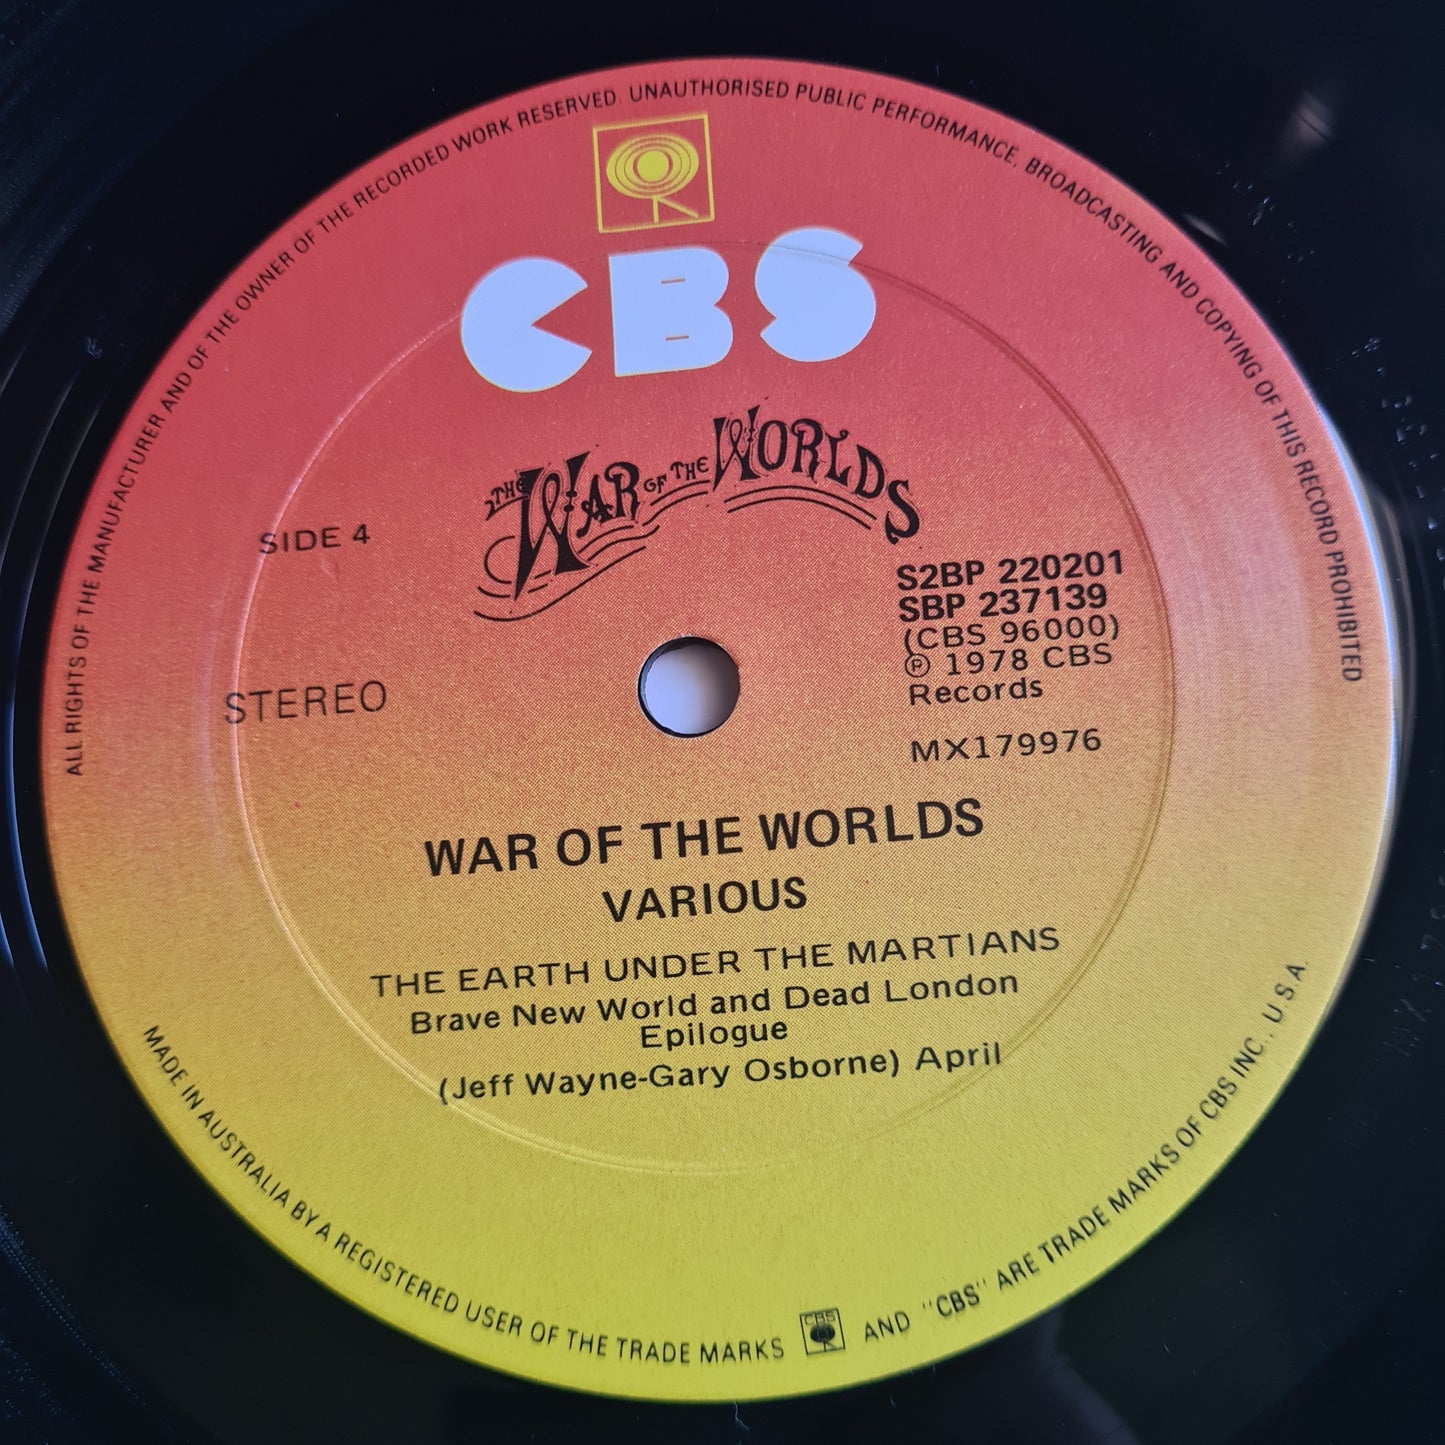 ALL RIGHTS OF THE MANUFACTURER AND OF THE OWNER OF THE RECORDED WORK RESERVED. UNAUTHORISED PUBLIC PERFORMANCE, BROADCASTING AND COPYING OF THIS RECORD PROHIBITED
CBS
THE WAR OF THE WORLDS
SIDE 4
STEREO
S2BP 220201
SBP 237139
(CBS 96000)
℗ 1978 CBS
Records
MX179976
WAR OF THE WORLDS
VARIOUS
THE EARTH UNDER THE MARTIANS
Brave New World and Dead London
Epilogue
(Jeff Wayne-Gary Osborne) April
MADE IN AUSTRALIA BY A REGISTERED USER OF THE TRADE MARKS CBS AND "CBS" ARE TRADE MARKS OF CBS INC., U.S.A.